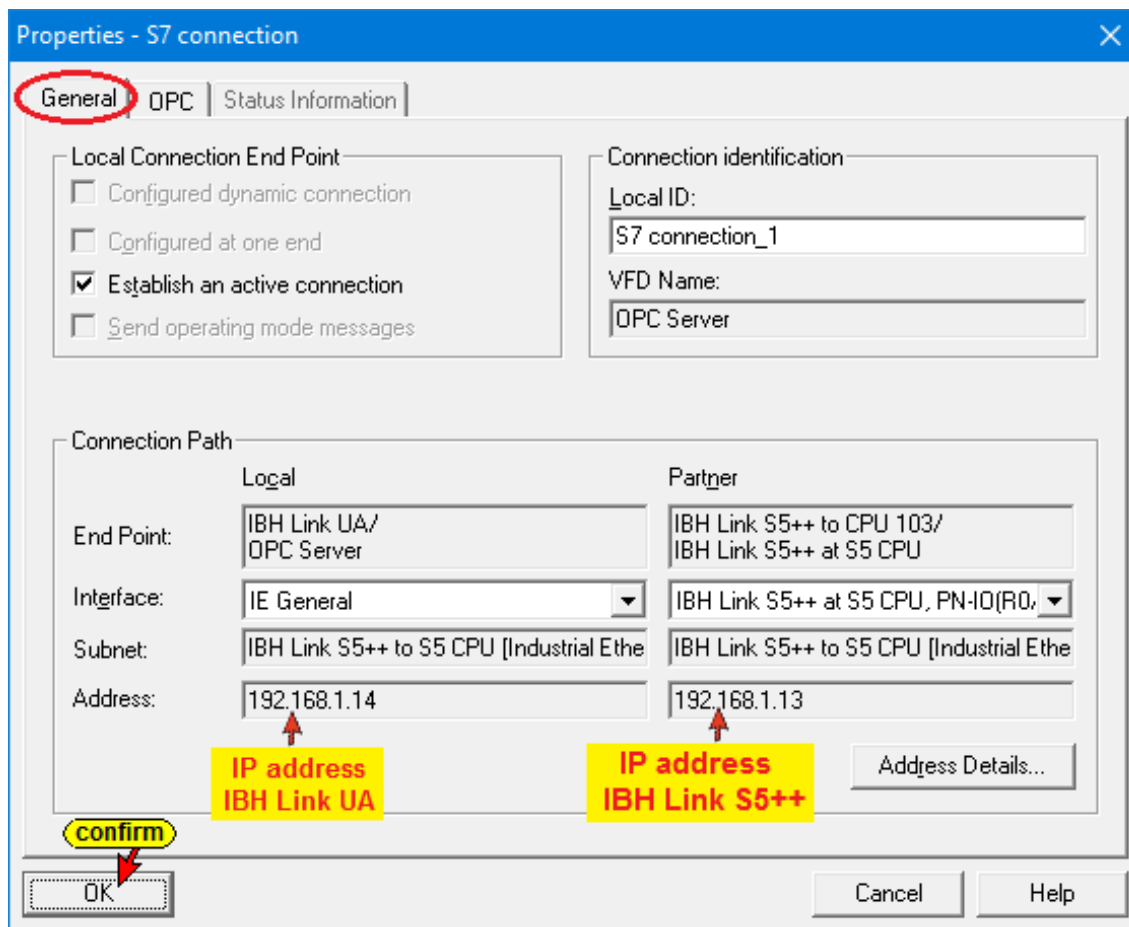 Properties - S7 connection
General
OPC
Status Information
Local Connection End Point
Configured dynamic connection
Configured at one end
Establish an active connection
Send operating mode messages
Connection identification
Local ID:
S7 connection_1
VFD Name:
OPC Server
Connection Path
Local
Partner
End Point:
IBH Link UA/
OPC Server
IBH Link S5++ to CPU 103/
IBH Link S5++ at S5 CPU
Interface:
IE General
IBH Link S5++ at S5 CPU, PN-IO(R0/
Subnet:
IBH Link S5++ to S5 CPU [Industrial Ethe
IBH Link S5++ to S5 CPU [Industrial Ethe
Address:
192.168.1.14
192.168.1.13
IP address
IBH Link UA
IP address
IBH Link S5++
Address Details...
confirm
OK
Cancel
Help